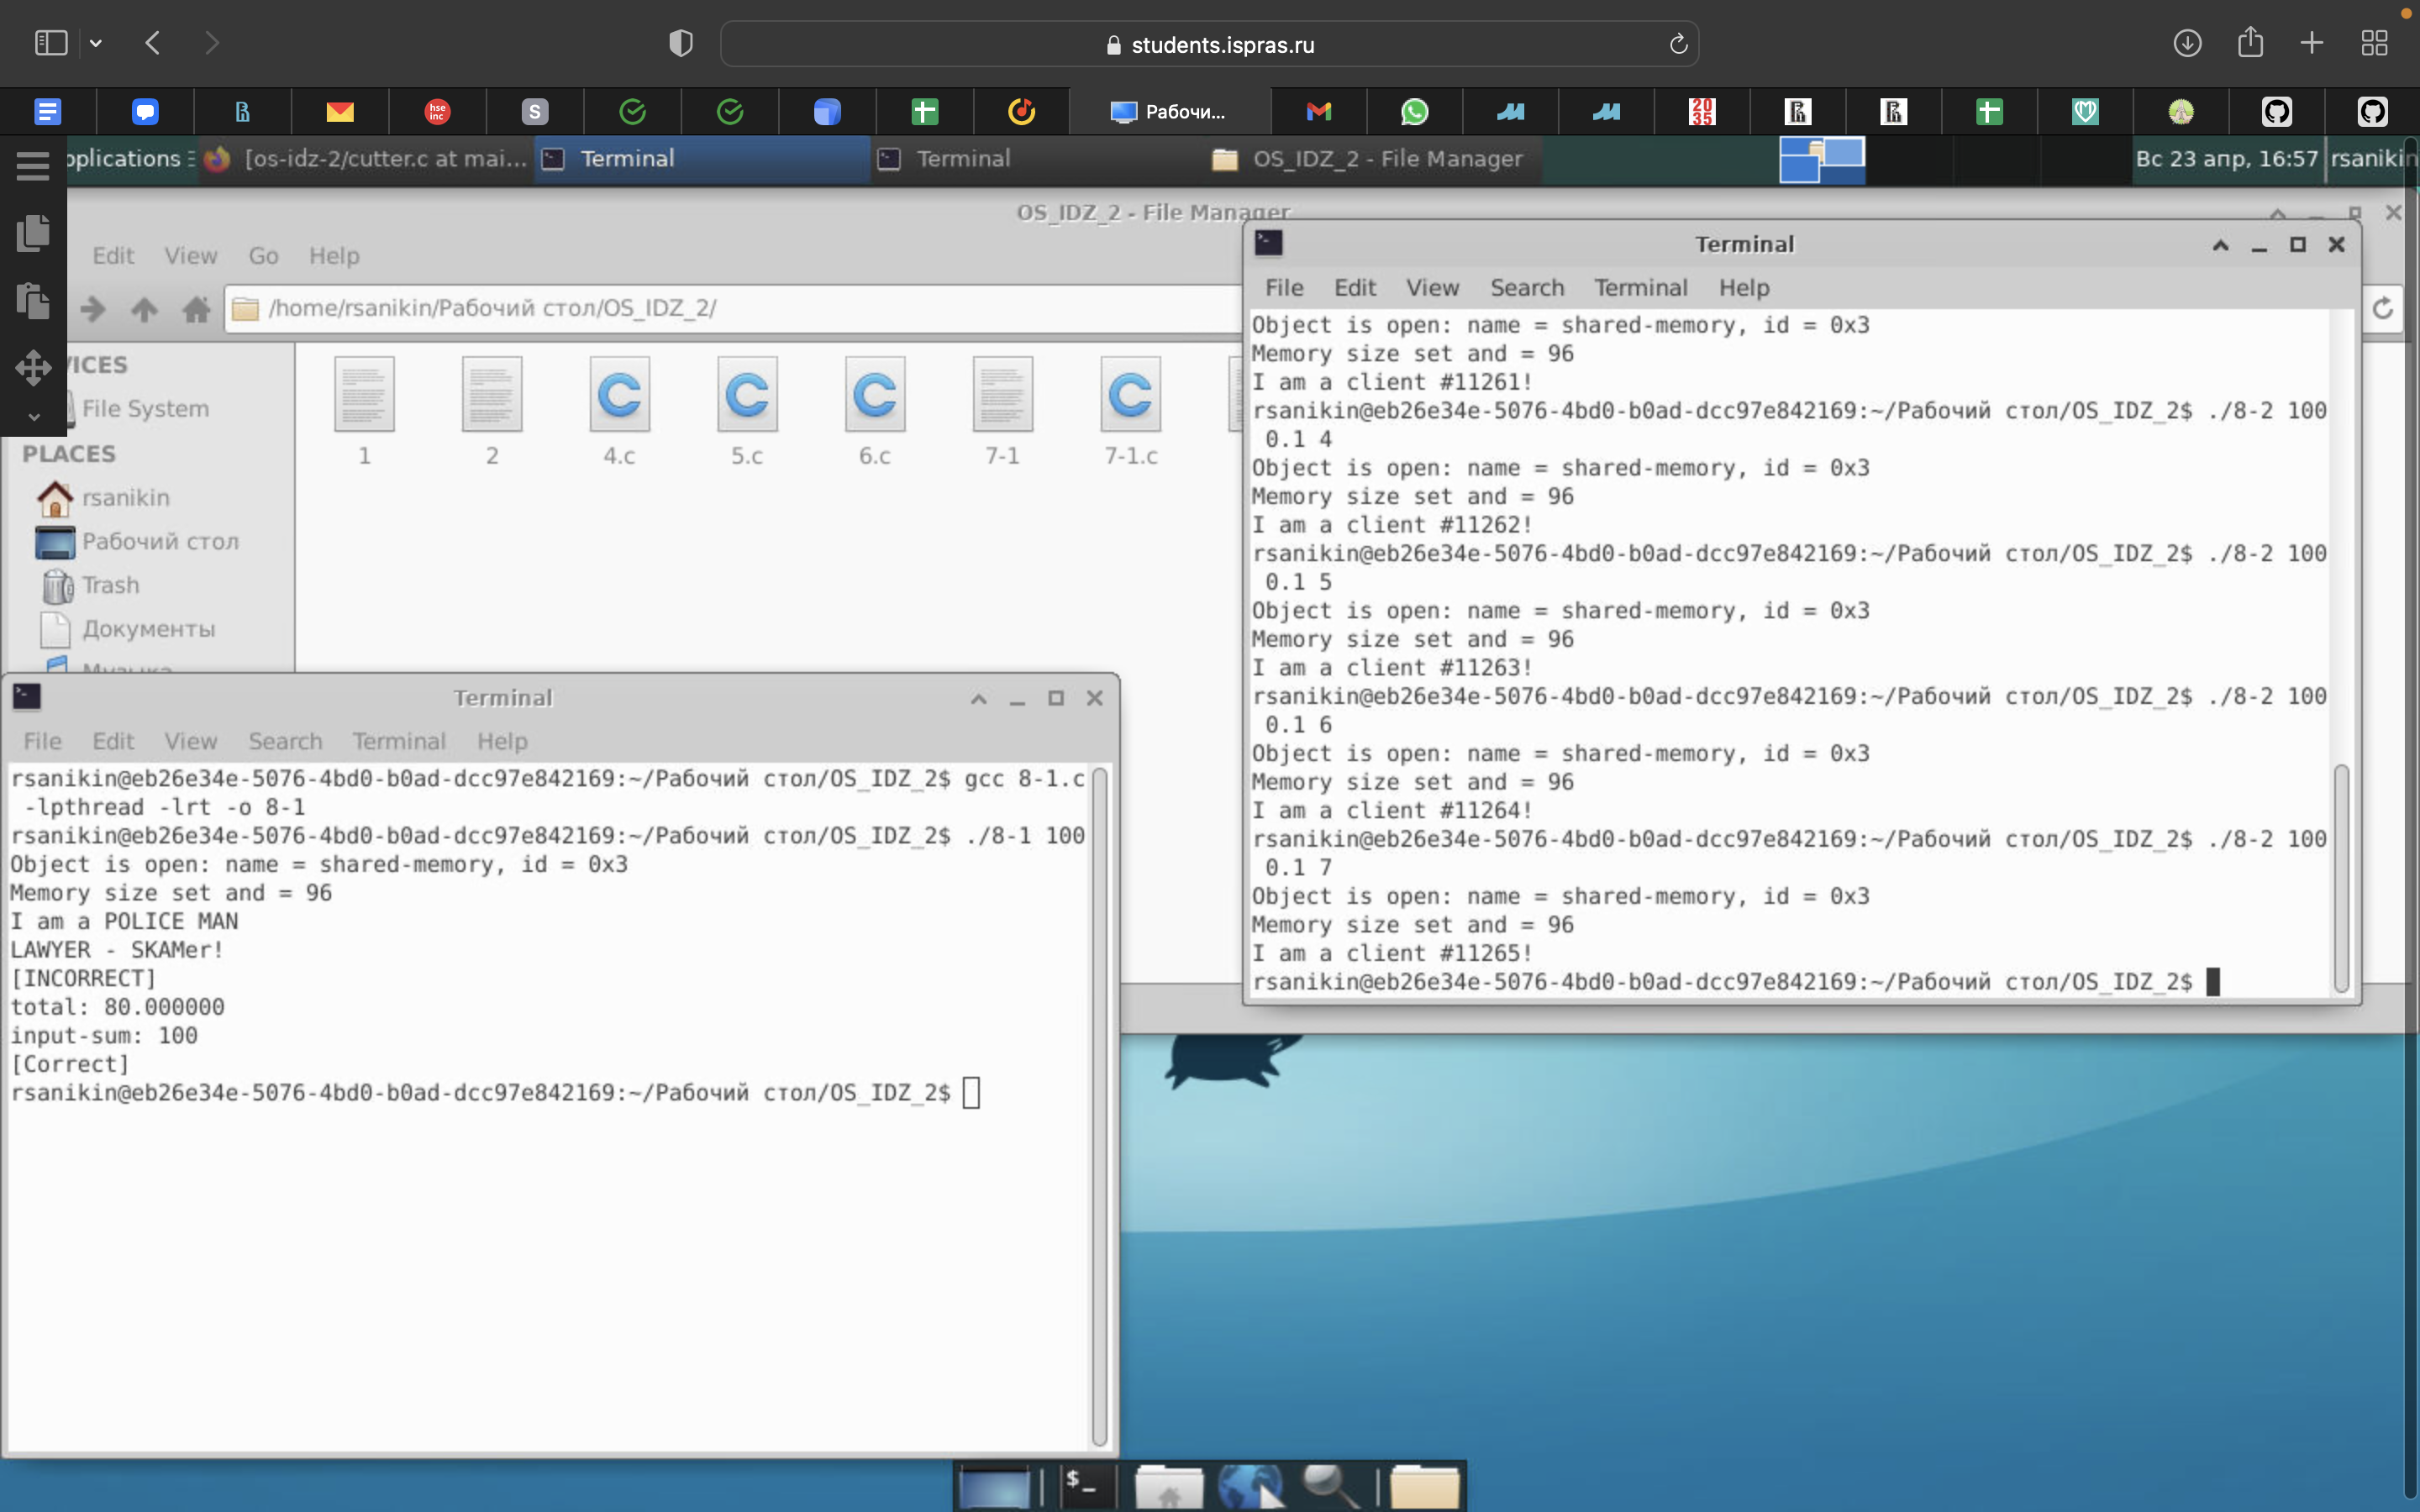 students.ispras.ru
S
hse inc
Рабочи...
20 35
pplications
[os-idz-2/cutter.c at mai...
Terminal
Terminal
OS_IDZ_2 - File Manager
Вс 23 апр, 16:57
rsanikin
OS_IDZ_2 - File Manager
Edit View Go Help
/home/rsanikin/Рабочий стол/OS_IDZ_2/
VICES
File System
PLACES
rsanikin
Рабочий стол
Trash
Документы
Музыка
1 2 4.c 5.c 6.c 7-1 7-1.c
Terminal
File Edit View Search Terminal Help
Object is open: name = shared-memory, id = 0x3
Memory size set and = 96
I am a client #11261!
rsanikin@eb26e34e-5076-4bd0-b0ad-dcc97e842169:~/Рабочий стол/OS_IDZ_2$ ./8-2 100
0.1 4
Object is open: name = shared-memory, id = 0x3
Memory size set and = 96
I am a client #11262!
rsanikin@eb26e34e-5076-4bd0-b0ad-dcc97e842169:~/Рабочий стол/OS_IDZ_2$ ./8-2 100
0.1 5
Object is open: name = shared-memory, id = 0x3
Memory size set and = 96
I am a client #11263!
rsanikin@eb26e34e-5076-4bd0-b0ad-dcc97e842169:~/Рабочий стол/OS_IDZ_2$ ./8-2 100
0.1 6
Object is open: name = shared-memory, id = 0x3
Memory size set and = 96
I am a client #11264!
rsanikin@eb26e34e-5076-4bd0-b0ad-dcc97e842169:~/Рабочий стол/OS_IDZ_2$ ./8-2 100
0.1 7
Object is open: name = shared-memory, id = 0x3
Memory size set and = 96
I am a client #11265!
rsanikin@eb26e34e-5076-4bd0-b0ad-dcc97e842169:~/Рабочий стол/OS_IDZ_2$
Terminal
File Edit View Search Terminal Help
rsanikin@eb26e34e-5076-4bd0-b0ad-dcc97e842169:~/Рабочий стол/OS_IDZ_2$ gcc 8-1.c
-lpthread -lrt -o 8-1
rsanikin@eb26e34e-5076-4bd0-b0ad-dcc97e842169:~/Рабочий стол/OS_IDZ_2$ ./8-1 100
Object is open: name = shared-memory, id = 0x3
Memory size set and = 96
I am a POLICE MAN
LAWYER - SKAMer!
[INCORRECT]
total: 80.000000
input-sum: 100
[Correct]
rsanikin@eb26e34e-5076-4bd0-b0ad-dcc97e842169:~/Рабочий стол/OS_IDZ_2$